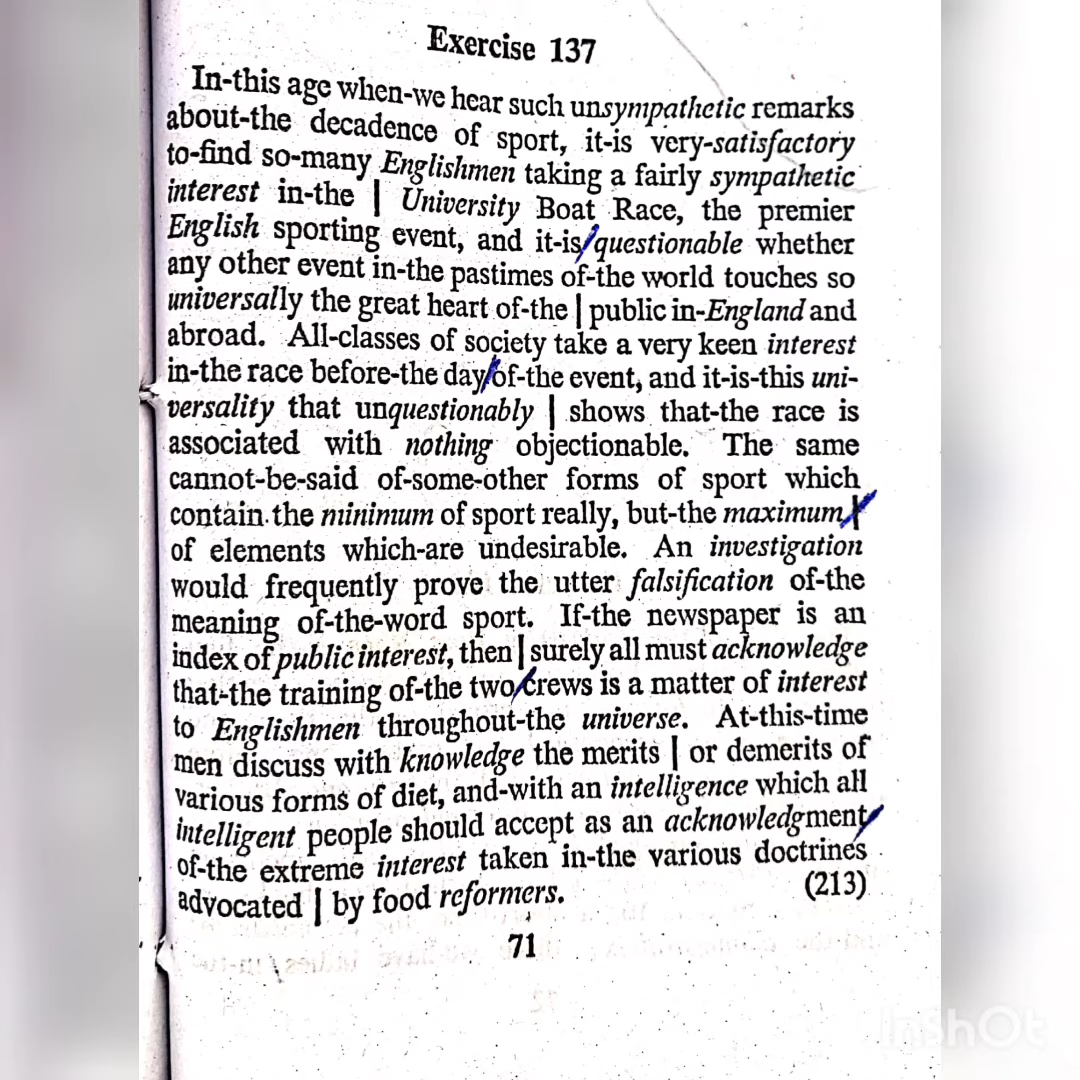 Exercise 137
In-this age when-we hear such unsympathetic remarks
about-the decadence of sport, it-is very-satisfactory
to-find so-many Englishmen taking a fairly sympathetic
interest in-the | University Boat Race, the premier
English sporting event, and it-is/questionable whether
any other event in-the pastimes of-the world touches so
universally the great heart of-the | public in-England and
abroad. All-classes of society take a very keen interest
in-the race before-the day/of-the event, and it-is-this uni-
versality that unquestionably | shows that-the race is
associated with nothing objectionable. The same
cannot-be-said of-some-other forms of sport which
contain the minimum of sport really, but-the maximum |
of elements which-are undesirable. An investigation
would frequently prove the utter falsification of-the
meaning of-the-word sport. If-the newspaper is an
index of public interest, then | surely all must acknowledge
that-the training of-the two/crews is a matter of interest
to Englishmen throughout-the universe. At-this-time
men discuss with knowledge the merits | or demerits of
various forms of diet, and-with an intelligence which all
intelligent people should accept as an acknowledgment/
of-the extreme interest taken in-the various doctrines
advocated | by food reformers. (213)
71
InShOt